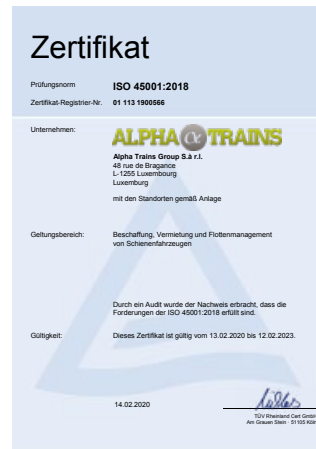 Zertifikat
Prüfungsnorm ISO 45001:2018
Zertifikat-Registrier-Nr. 01 113 1900566
Unternehmen:
ALPHA TRAINS
Alpha Trains Group S.à r.l.
48 rue de Bragance
L-1255 Luxembourg
Luxemburg
mit den Standorten gemäß Anlage
Geltungsbereich: Beschaffung, Vermietung und Flottenmanagement
von Schienenfahrzeugen
Durch ein Audit wurde der Nachweis erbracht, dass die
Forderungen der ISO 45001:2018 erfüllt sind.
Gültigkeit: Dieses Zertifikat ist gültig vom 13.02.2020 bis 12.02.2023.
14.02.2020
TÜV Rheinland Cert GmbH
Am Grauen Stein · 51105 Köln